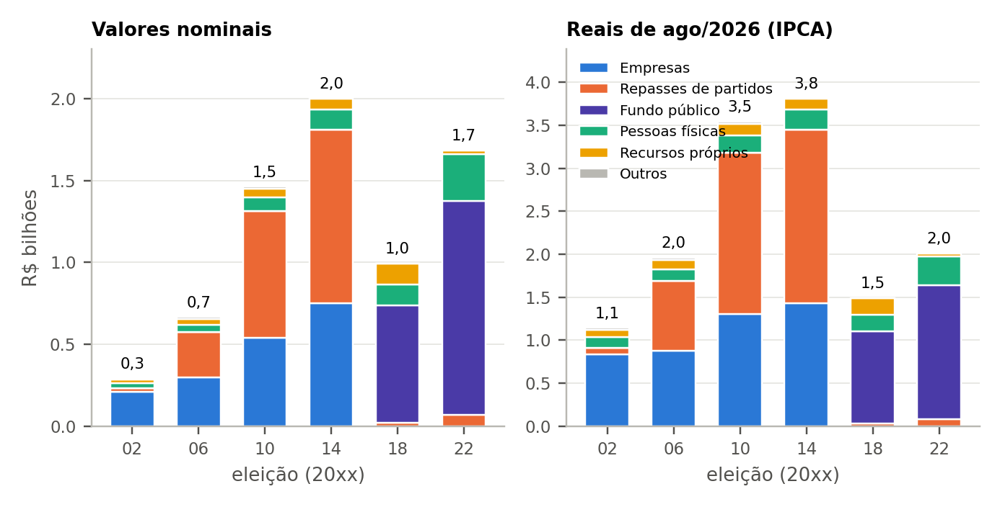 Valores nominais
R$ bilhões
2.0
1.5
1.0
0.5
0.0
0,3
0,7
1,5
2,0
1,0
1,7
02 06 10 14 18 22
eleição (20xx)
Reais de ago/2026 (IPCA)
Empresas
Repasses de partidos
Fundo público
Pessoas físicas
Recursos próprios
Outros
4.0
3.5
3.0
2.5
2.0
1.5
1.0
0.5
0.0
1,1
2,0
3,5
3,8
1,5
2,0
02 06 10 14 18 22
eleição (20xx)